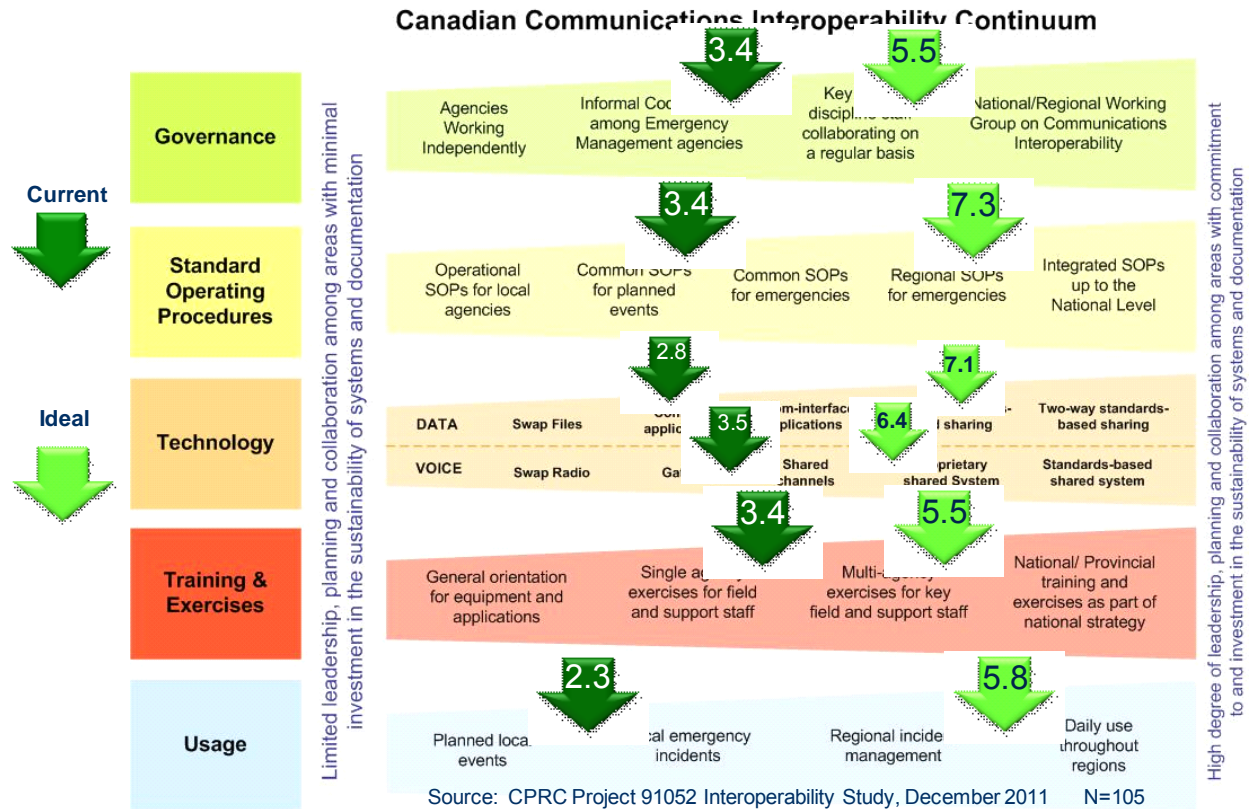 Canadian Communications Interoperability Continuum
3.4
5.5
Governance
Agencies
Working
Independently
Informal
among Emergency
Management agencies
Key
discipline staff
collaborating on
a regular basis
National/Regional Working
Group on Communications
Interoperability
Current
Ideal
Limited leadership, planning and collaboration among areas with minimal
investment in the sustainability of systems and documentation
High degree of leadership, planning and collaboration among areas with commitment
to and investment in the sustainability of systems and documentation
3.4
7.3
Standard
Operating
Procedures
Operational
SOPs for local
agencies
Common SOPs
for planned
events
Common SOPs
for emergencies
Regional SOPs
for emergencies
Integrated SOPs
up to the
National Level
2.8
7.1
3.5
6.4
Technology
DATA
Swap Files
Two-way standards-
based sharing
sharing
VOICE
Swap Radio
Shared
channels
shared System
Standards-based
shared system
3.4
5.5
Training &
Exercises
General orientation
for equipment and
applications
Single agency
exercises for field
and support staff
Multi-agency
exercises for key
field and support staff
National/ Provincial
training and
exercises as part of
national strategy
2.3
5.8
Usage
Planned local
events
emergency
incidents
Regional
management
Daily use
throughout
regions
Source: CPRC Project 91052 Interoperability Study, December 2011 N=105